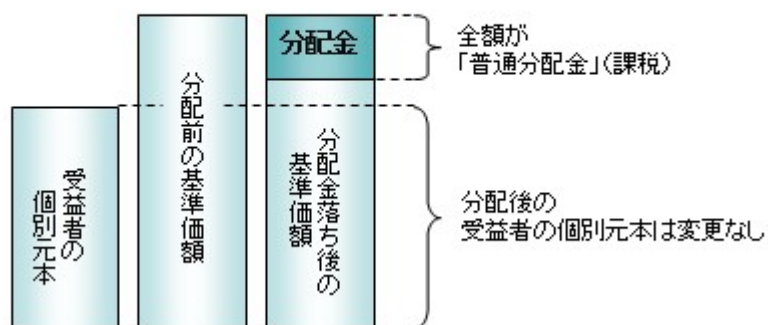 受益者の
個別元本
分配前の基準価額
分配金
分配金落ち後の
基準価額
全額が
「普通分配金」(課税)
分配後の
受益者の個別元本は変更なし